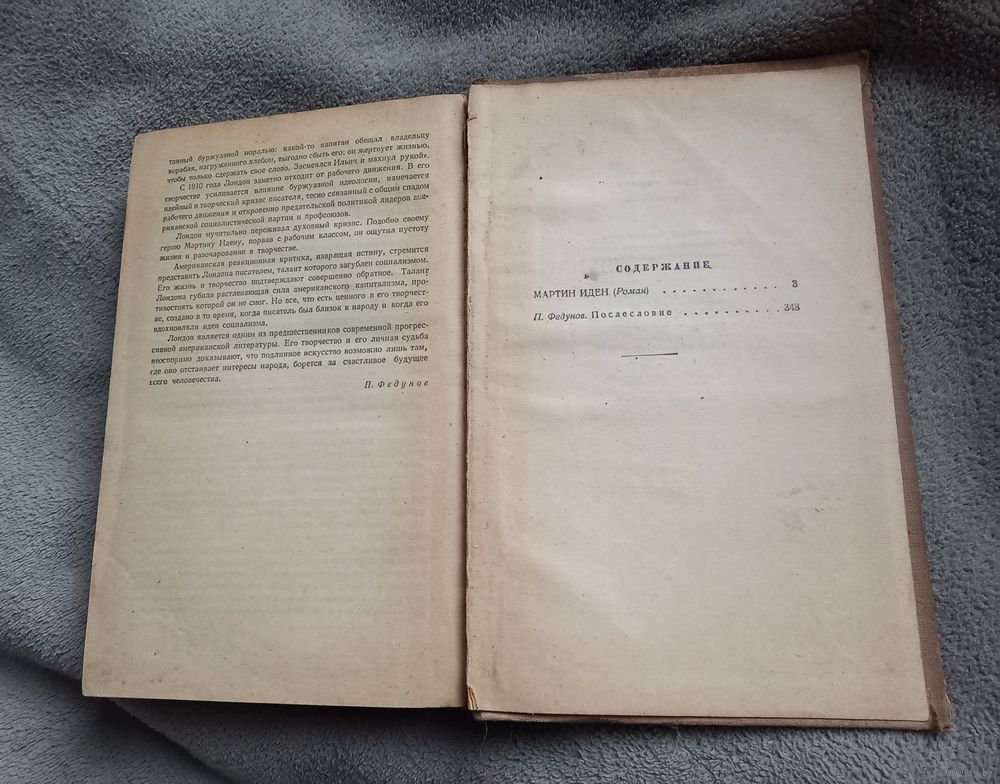 танный буржуазной моралью: какой-то капитан обещал владельцу
корабля, нагруженного хлебом, выгодно сбыть его; он жертвует жизнью,
чтобы только сдержать свое слово. Засмеялся Ильич и махнул рукой».
С 1910 года Лондон заметно отходит от рабочего движения. В его
творчестве усиливается влияние буржуазной идеологии, намечается
идейный и творческий кризис писателя, тесно связанный с общим спадом
рабочего движения и откровенно предательской политикой лидеров аме-
риканской социалистической партии и профсоюзов.
Лондон мучительно переживал духовный кризис. Подобно своему
герою Мартину Идену, порвав с рабочим классом, он ощутил пустоту
жизни и разочарование в творчестве.
Американская реакционная критика, извращая истину, стремится
представить Лондона писателем, талант которого загублен социализмом.
Его жизнь и творчество подтверждают совершенно обратное. Талант
Лондона губила растлевающая сила американского капитализма, про-
тивостоять которой он не смог. Но все, что есть ценного в его творчест-
ве, создано в то время, когда писатель был близок к народу и когда его
вдохновляли идеи социализма.
Лондон является одним из предшественников современной прогрес-
сивной американской литературы. Его творчество и его личная судьба
неоспоримо доказывают, что подлинное искусство возможно лишь там,
где оно отстаивает интересы народа, борется за счастливое будущее
всего человечества.
П. Федунов
СОДЕРЖАНИЕ
МАРТИН ИДЕН (Роман) . . . . . . . . . . . . . 3
П. Федунов. Послесловие . . . . . . . . . . . 343